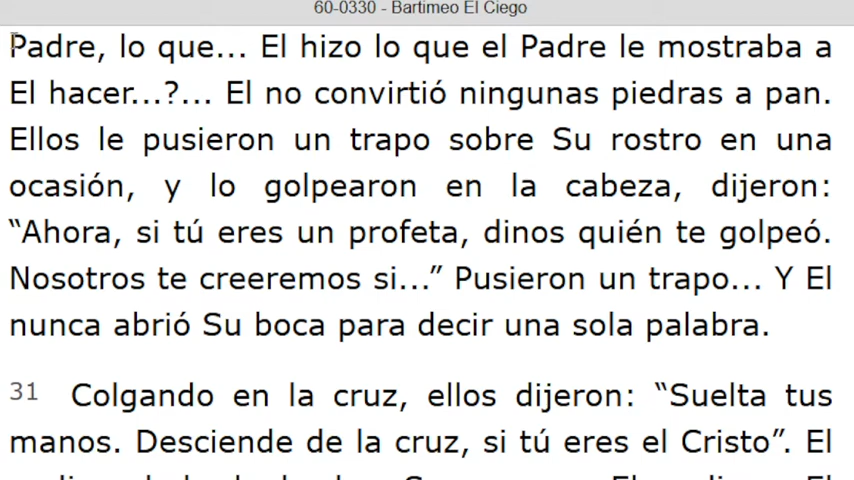 60-0330 - Bartimeo El Ciego
Padre, lo que... El hizo lo que el Padre le mostraba a
El hacer...?... El no convirtió ningunas piedras a pan.
Ellos le pusieron un trapo sobre Su rostro en una
ocasión, y lo golpearon en la cabeza, dijeron:
“Ahora, si tú eres un profeta, dinos quién te golpeó.
Nosotros te creeremos si...” Pusieron un trapo... Y El
nunca abrió Su boca para decir una sola palabra.
31 Colgando en la cruz, ellos dijeron: “Suelta tus
manos. Desciende de la cruz, si tú eres el Cristo”. El